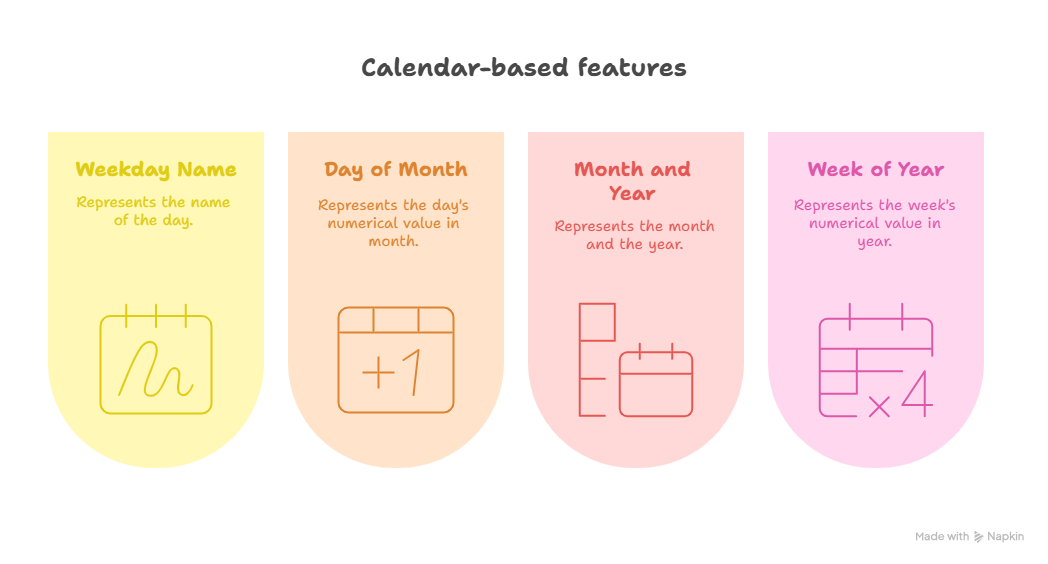 Calendar-based features
Weekday Name
Represents the name
of the day.
Day of Month
Represents the day's
numerical value in
month.
Month and
Year
Represents the month
and the year.
Week of Year
Represents the week's
numerical value in
year.
+1
×4
Made with Napkin